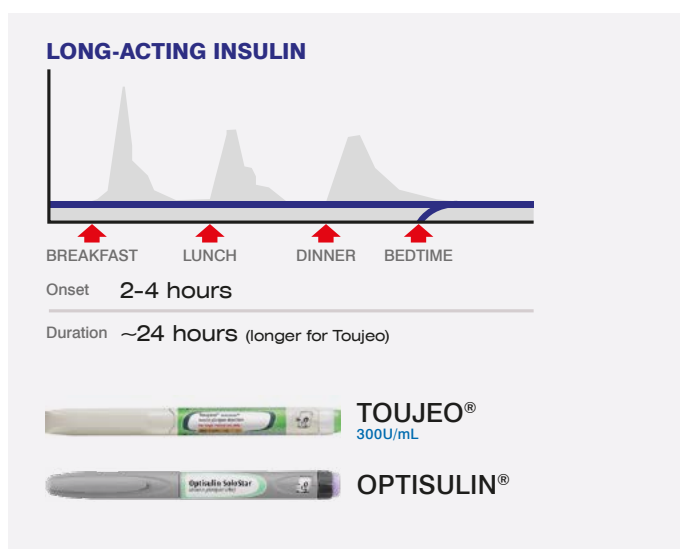 LONG-ACTING INSULIN
BREAKFAST LUNCH DINNER BEDTIME
Onset 2-4 hours
Duration ~24 hours (longer for Toujeo)
TOUJEO®
300U/mL
Optisulin SoloStar
OPTISULIN®